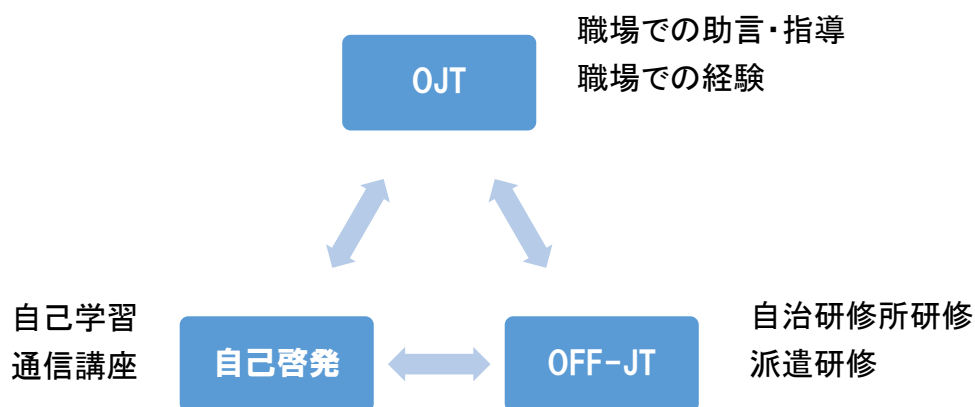 職場での助言・指導
職場での経験
OJT
自己学習
通信講座
自己啓発
OFF-JT
自治研修所研修
派遣研修